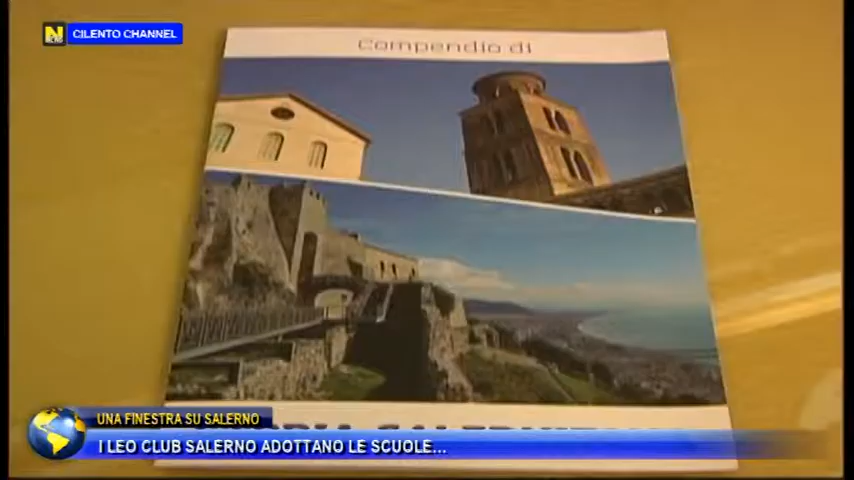 N
CILENTO CHANNEL
Compendio di
UNA FINESTRA SU SALERNO
I LEO CLUB SALERNO ADOTTANO LE SCUOLE...